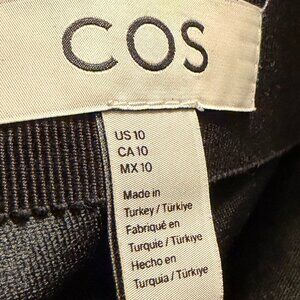 COS
US 10
CA 10
MX 10
Made in
Turkey / Türkiye
Fabriqué en
Turquie / Türkiye
Hecho en
Turquía / Türkiye